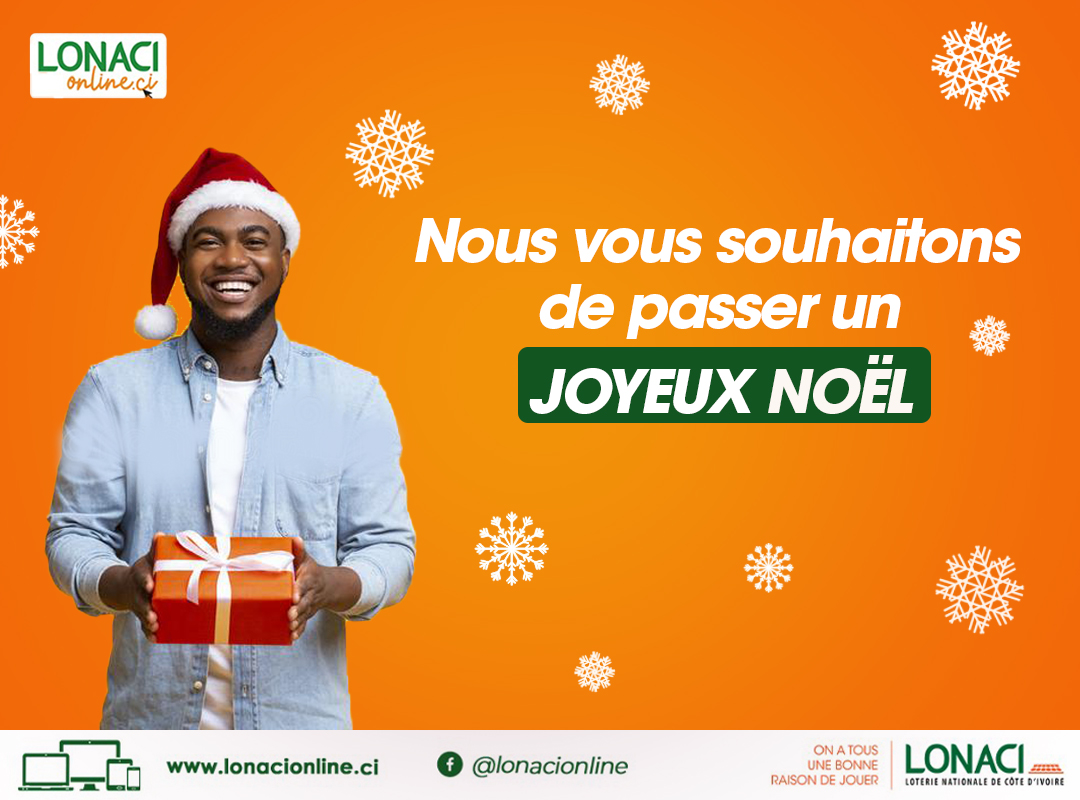 LONACI
online.ci
Nous vous souhaitons
de passer un
JOYEUX NOËL
www.lonacionline.ci
@lonacionline
ON A TOUS
UNE BONNE
RAISON DE JOUER
LONACI
LOTERIE NATIONALE DE CÔTE D'IVOIRE